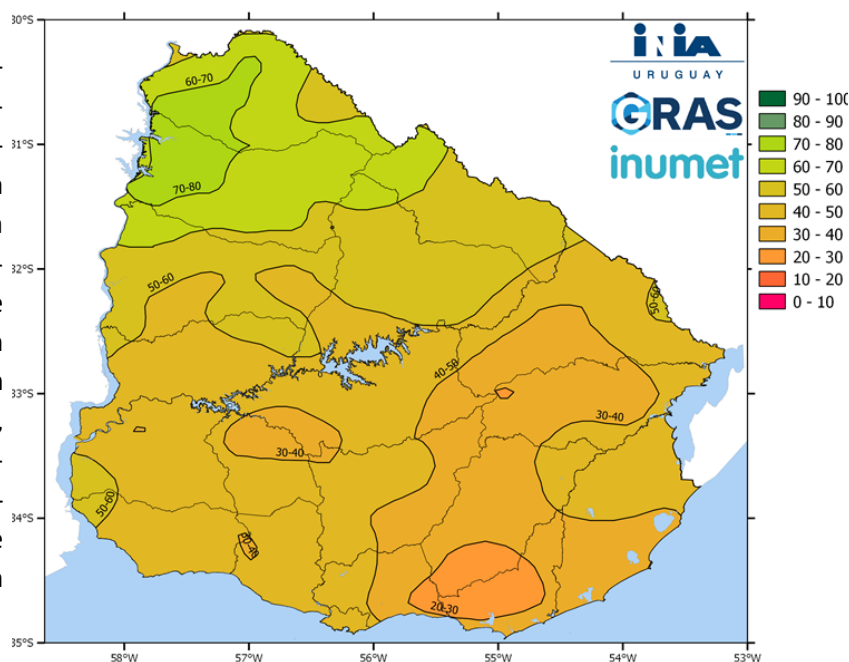 30°S
31°S
32°S
33°S
34°S
35°S
58°W
57°W
56°W
55°W
54°W
53°W
INIA
URUGUAY
GRAS
inumet
90 - 100
80 - 90
70 - 80
60 - 70
50 - 60
40 - 50
30 - 40
20 - 30
10 - 20
0 - 10
60-70
70-80
50-60
50-60
40-50
30-40
30-40
50-60
20-30